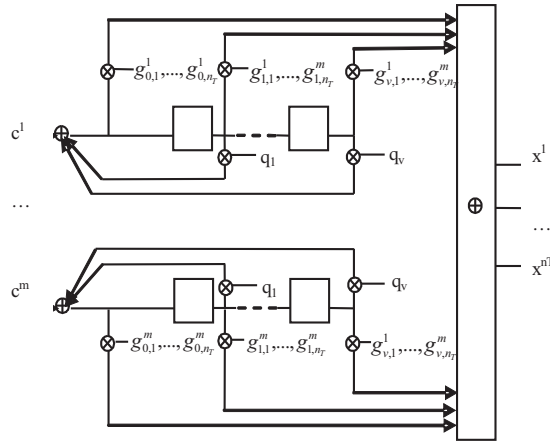 g^1_{0,1},...,g^1_{0,n_T} g^1_{1,1},...,g^m_{1,n_T} g^1_{v,1},...,g^m_{v,n_T}
c^1
q_1 q_v
x^1
...
...
x^{nT}
q_1 q_v
c^m
g^m_{0,1},...,g^m_{0,n_T} g^m_{1,1},...,g^m_{1,n_T} g^1_{v,1},...,g^m_{v,n_T}